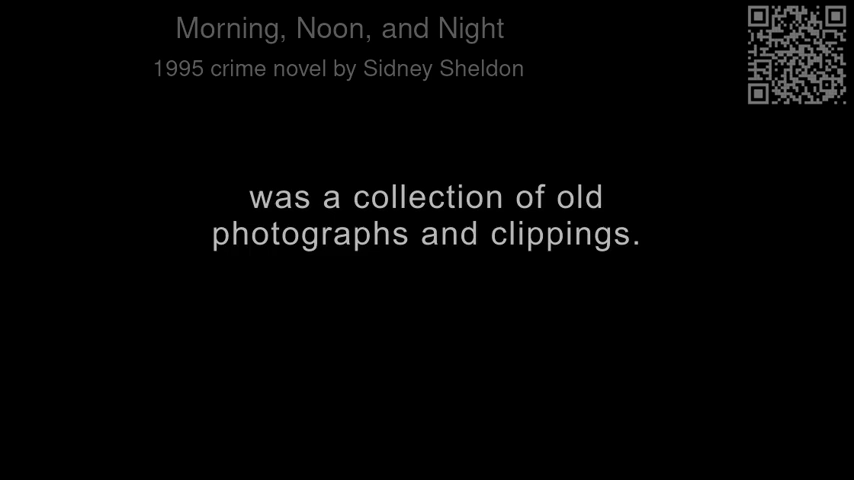 Morning, Noon, and Night
1995 crime novel by Sidney Sheldon
was a collection of old
photographs and clippings.